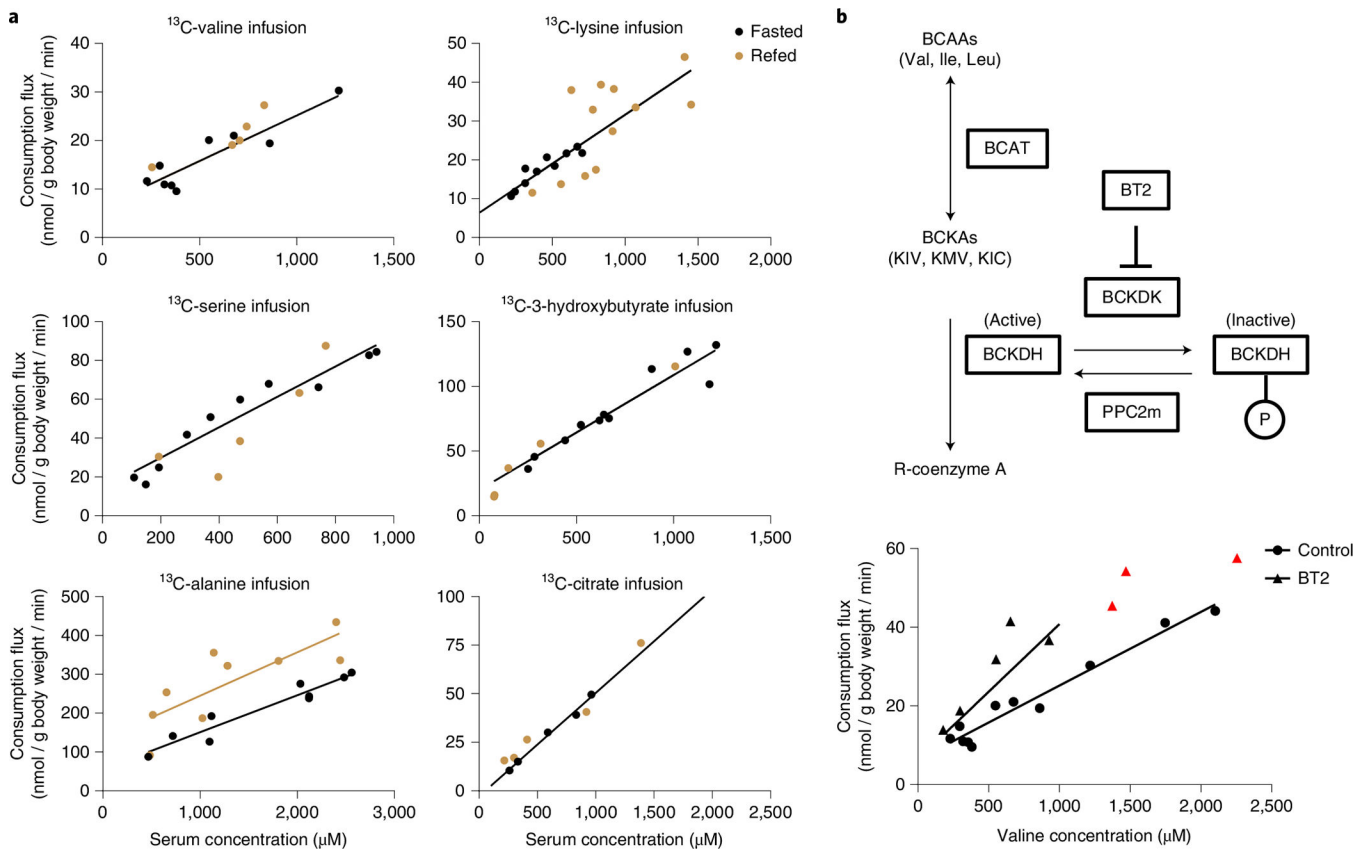 a
¹³C-valine infusion
Consumption flux
(nmol / g body weight / min)
40
30
20
10
0
0
500
1,000
1,500
¹³C-lysine infusion
Fasted
Refed
50
40
30
20
10
0
0
500
1,000
1,500
2,000
¹³C-serine infusion
Consumption flux
(nmol / g body weight / min)
100
80
60
40
20
0
0
200
400
600
800
1,000
¹³C-3-hydroxybutyrate infusion
150
100
50
0
0
500
1,000
1,500
¹³C-alanine infusion
Consumption flux
(nmol / g body weight / min)
500
400
300
200
100
0
0
1,000
2,000
3,000
Serum concentration (μM)
¹³C-citrate infusion
100
75
50
25
0
0
500
1,000
1,500
2,000
Serum concentration (μM)
b
BCAAs
(Val, Ile, Leu)
BCAT
BT2
BCKAs
(KIV, KMV, KIC)
BCKDK
(Active)
(Inactive)
BCKDH
BCKDH
PPC2m
P
R-coenzyme A
Control
BT2
Consumption flux
(nmol / g body weight / min)
60
40
20
0
0
500
1,000
1,500
2,000
2,500
Valine concentration (μM)